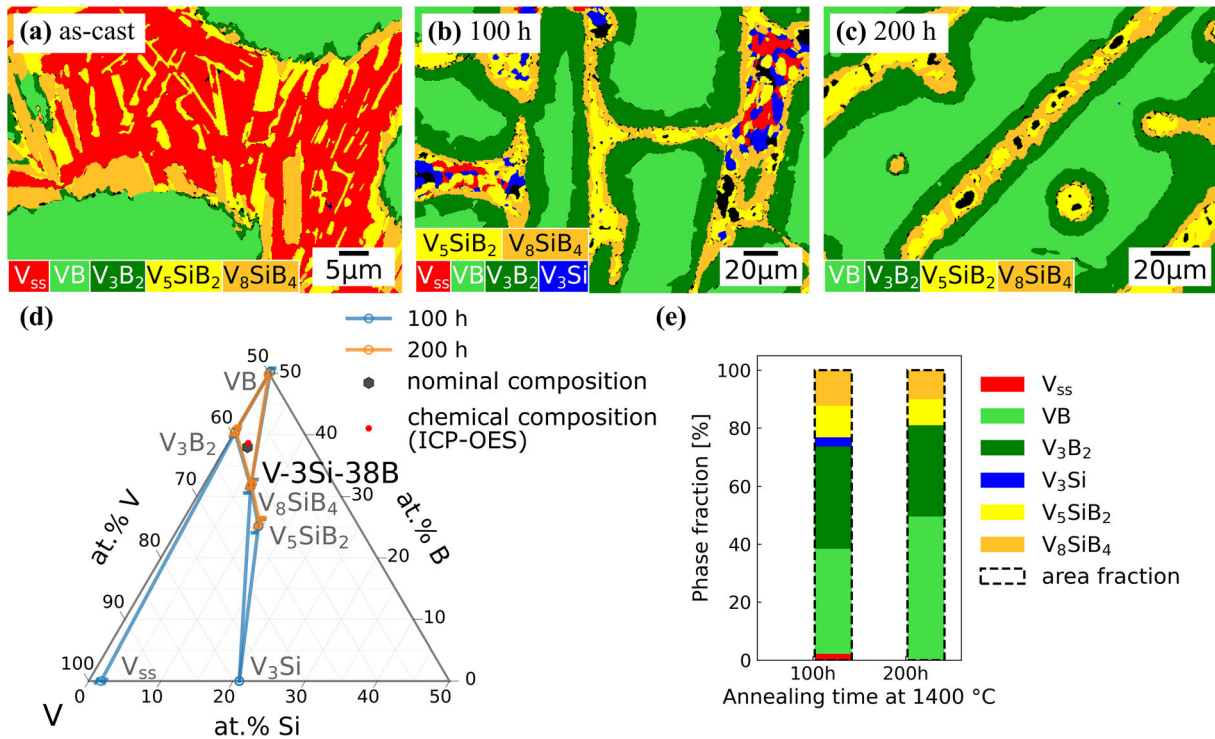 (a) as-cast
V₅₅ VB V₃B₂ V₅SiB₂ V₈SiB₄
5μm
(b) 100 h
V₅SiB₂ V₈SiB₄
Vss VB V₃B₂ V₃Si
20μm
(c) 200 h
VB V₃B₂ V₅SiB₂ V₈SiB₄
20μm
(d)
100 h
200 h
nominal composition
chemical composition
(ICP-OES)
50
50
VB
60
40
V₃B₂
V-3Si-38B
70
30
V₈SiB₄
at.% V
at.% B
V₅SiB₂
80
20
90
10
100
Vss
V₃Si
0
0
10
20
30
40
50
V
at.% Si
(e)
Phase fraction [%]
100
80
60
40
20
0
100h
200h
Annealing time at 1400 °C
Vss
VB
V₃B₂
V₃Si
V₅SiB₂
V₈SiB₄
area fraction